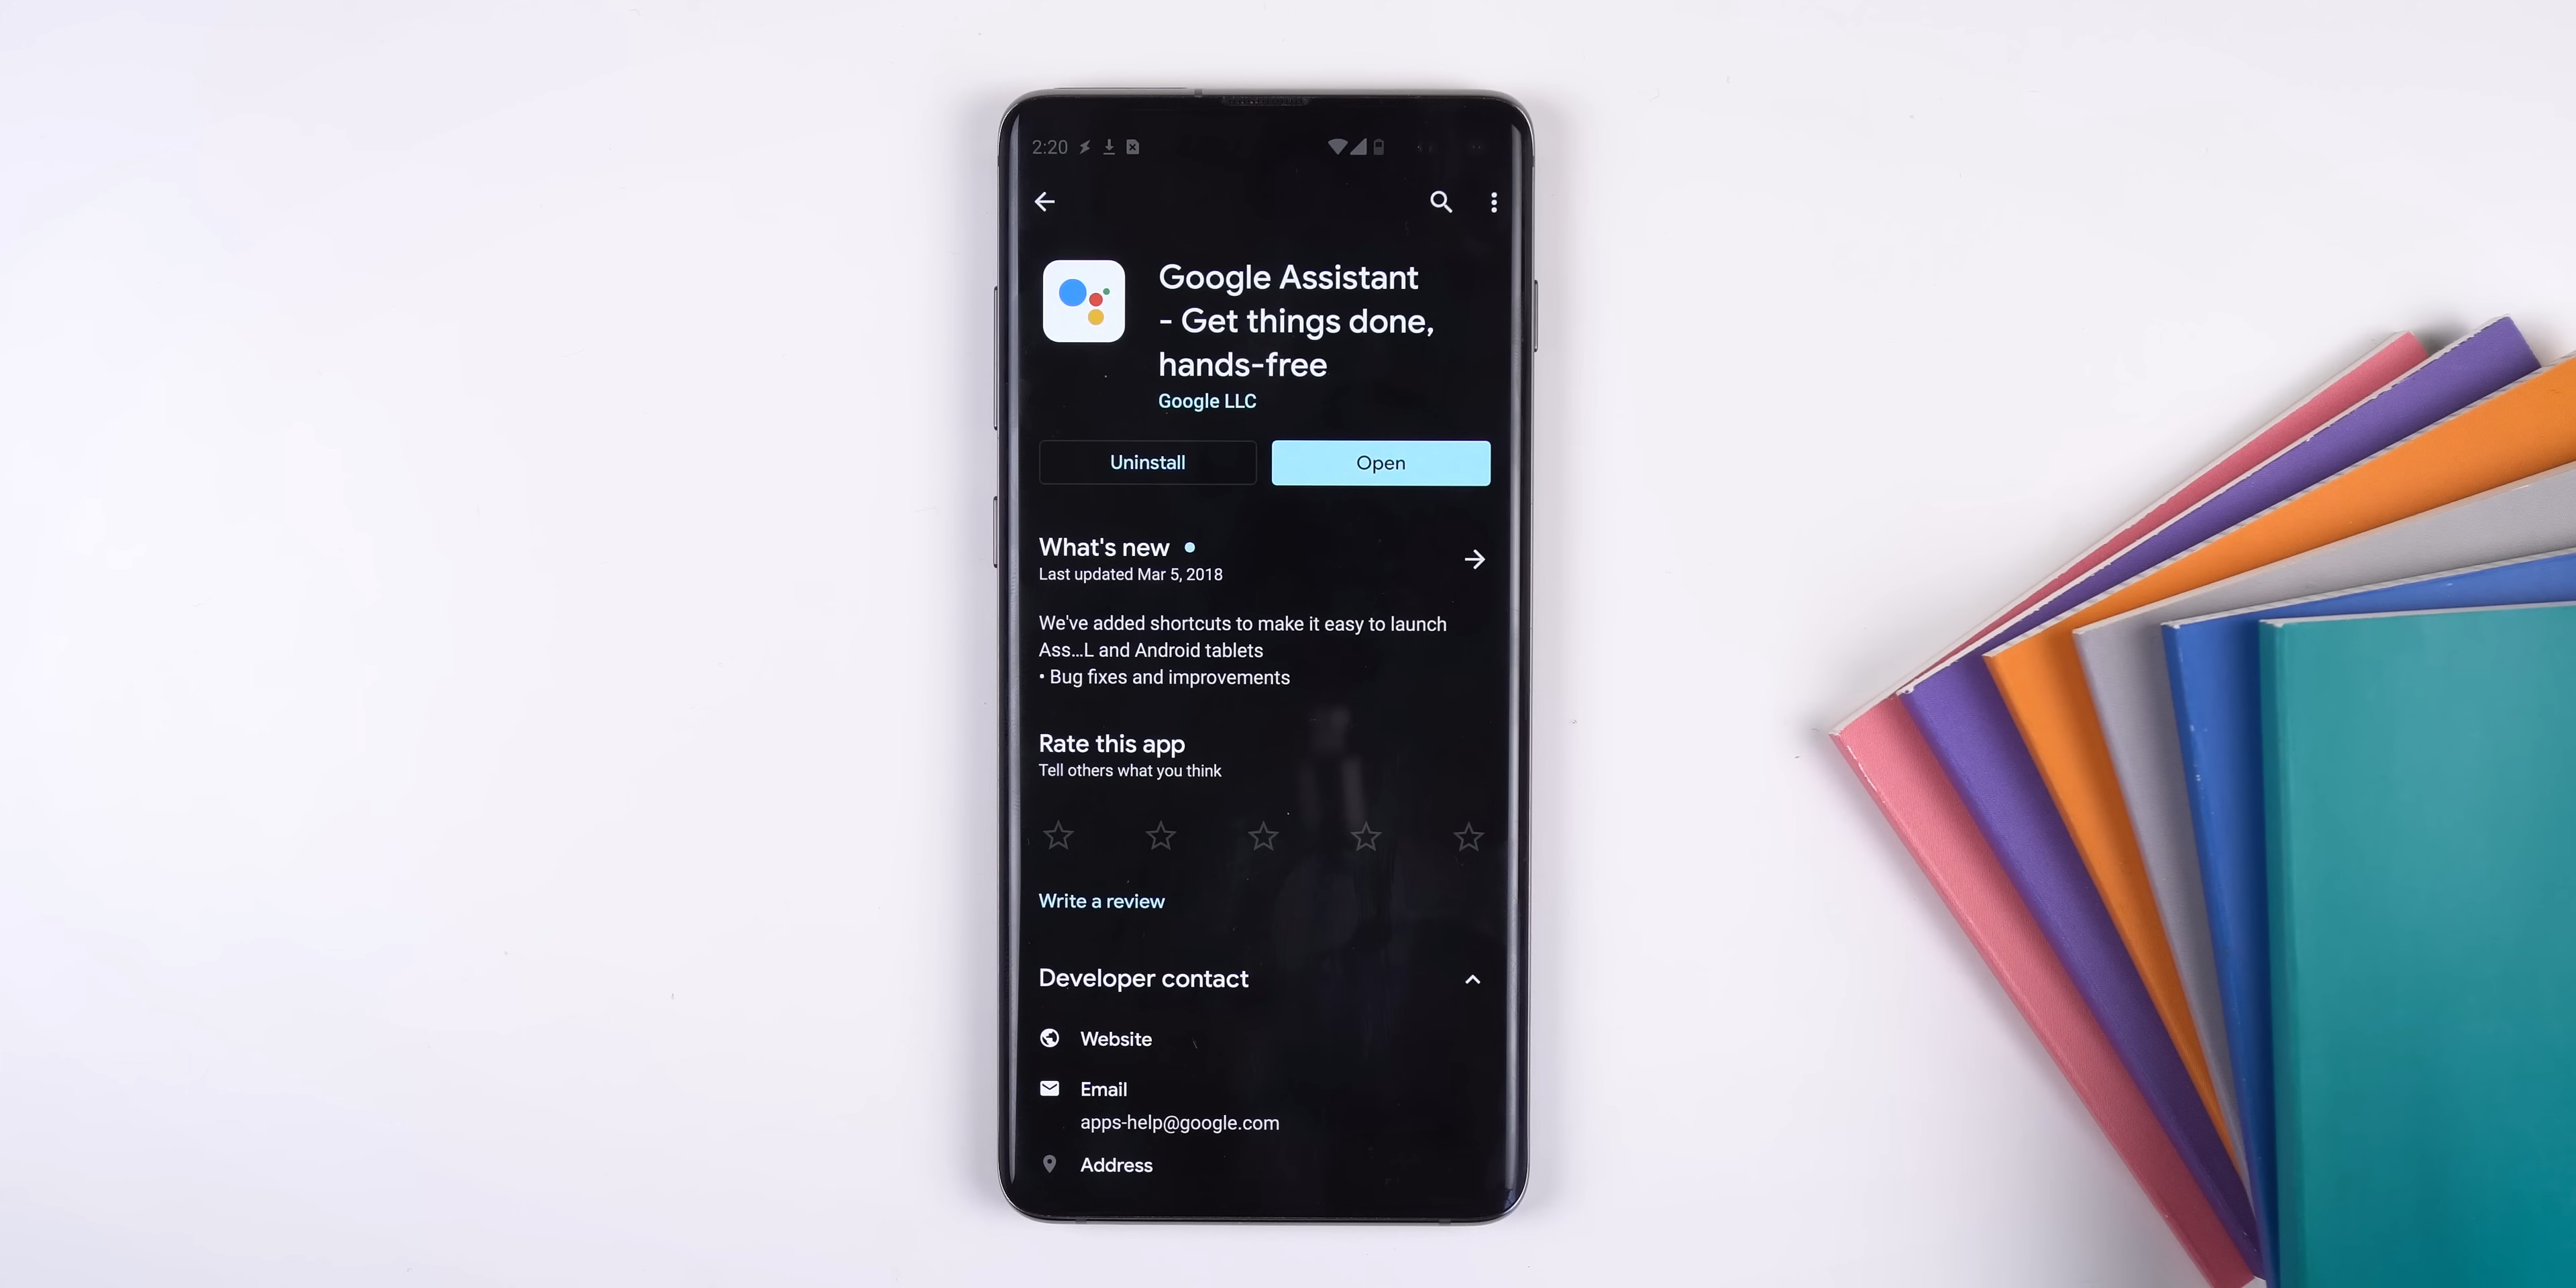 2:20
Google Assistant
- Get things done,
hands-free
Google LLC
Uninstall
Open
What's new
Last updated Mar 5, 2018
We've added shortcuts to make it easy to launch
Ass...L and Android tablets
• Bug fixes and improvements
Rate this app
Tell others what you think
Write a review
Developer contact
Website
Email
apps-help@google.com
Address